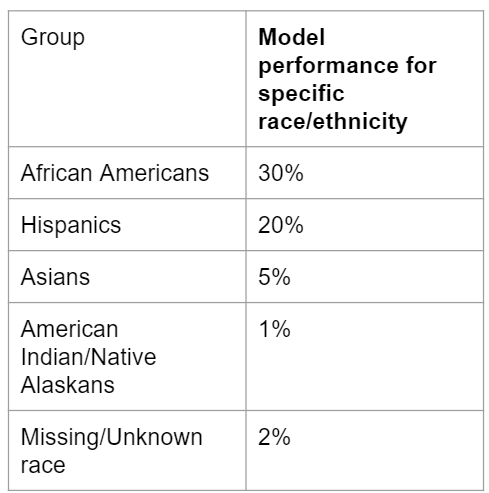 Group
Model
performance for
specific
race/ethnicity
African Americans
30%
Hispanics
20%
Asians
5%
American
Indian/Native
Alaskans
1%
Missing/Unknown
race
2%